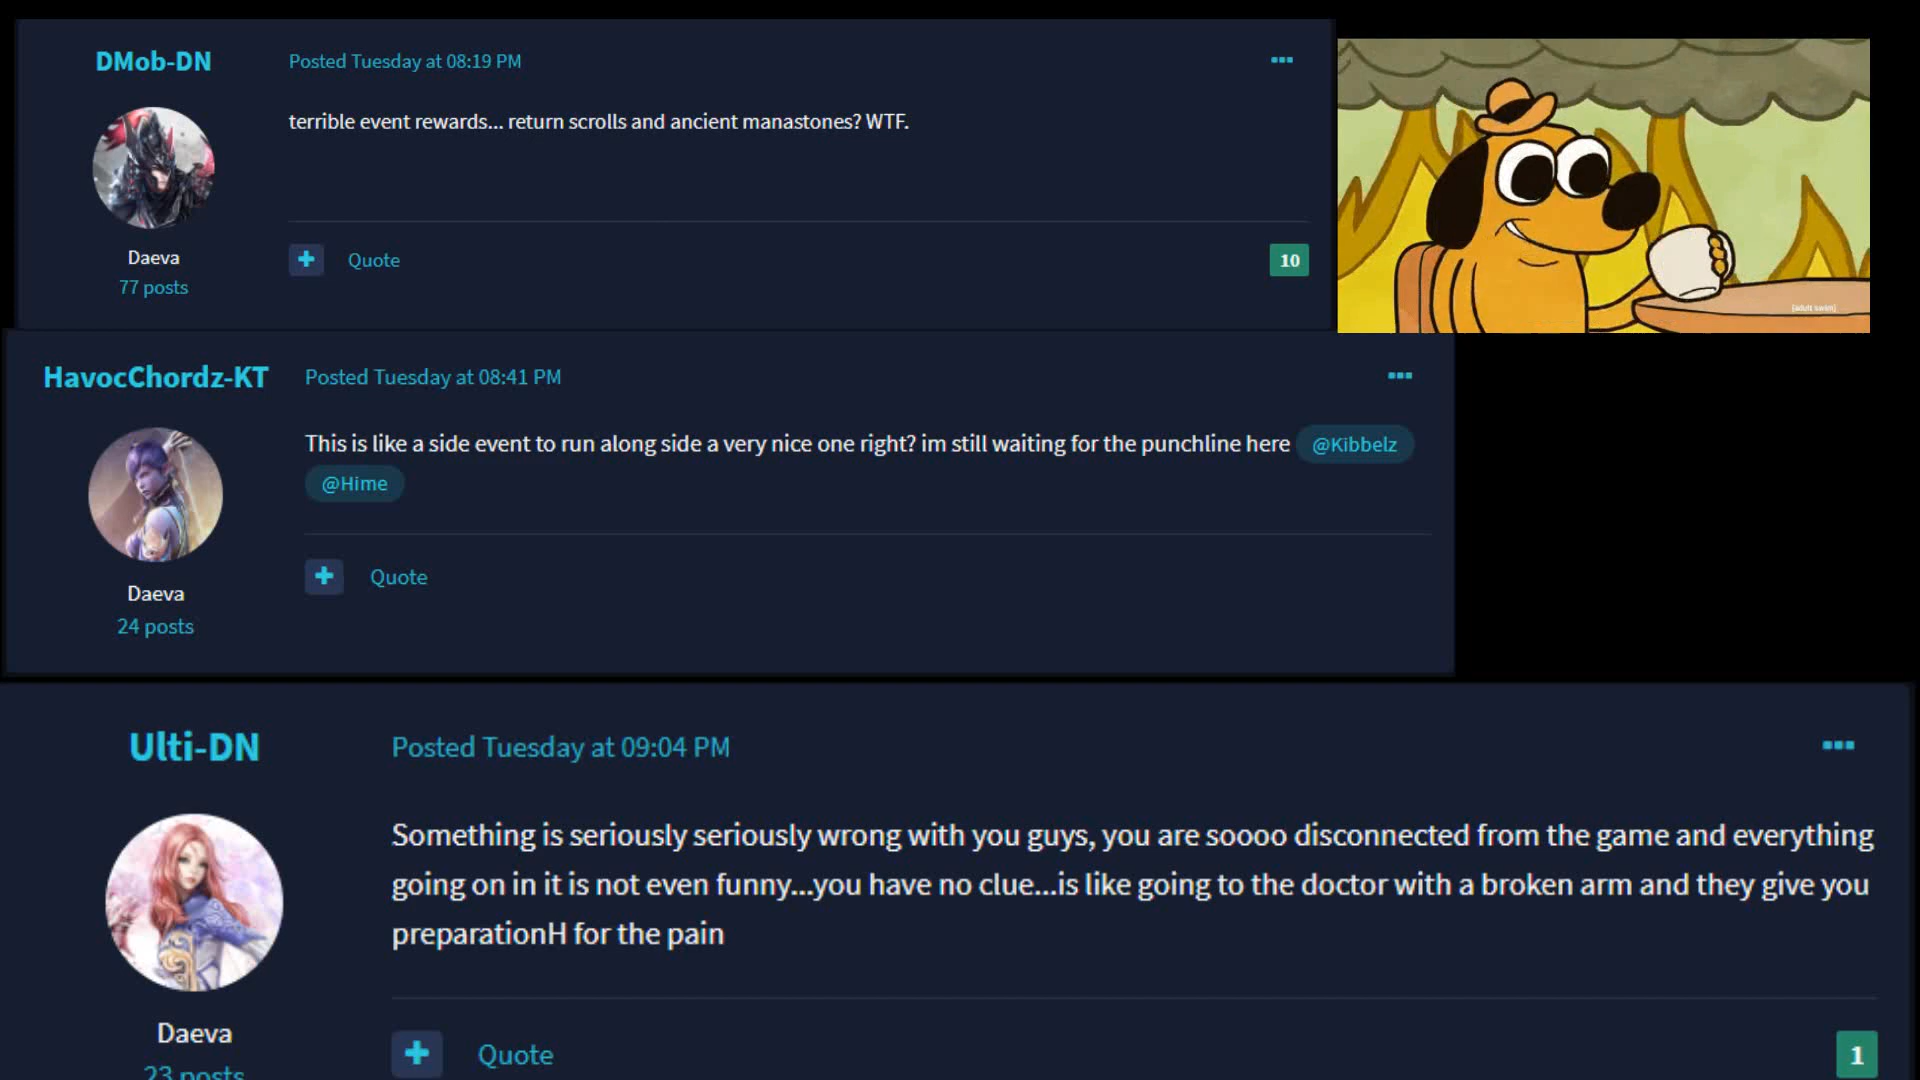 DMob-DN
Posted Tuesday at 08:19 PM
terrible event rewards... return scrolls and ancient manastones? WTF.
Daeva
77 posts
Quote
10
[adult swim]
HavocChordz-KT
Posted Tuesday at 08:41 PM
This is like a side event to run along side a very nice one right? im still waiting for the punchline here @Kibbelz
@Hime
Daeva
24 posts
Quote
Ulti-DN
Posted Tuesday at 09:04 PM
Something is seriously seriously wrong with you guys, you are soooo disconnected from the game and everything
going on in it is not even funny...you have no clue...is like going to the doctor with a broken arm and they give you
preparationH for the pain
Daeva
23 posts
Quote
1